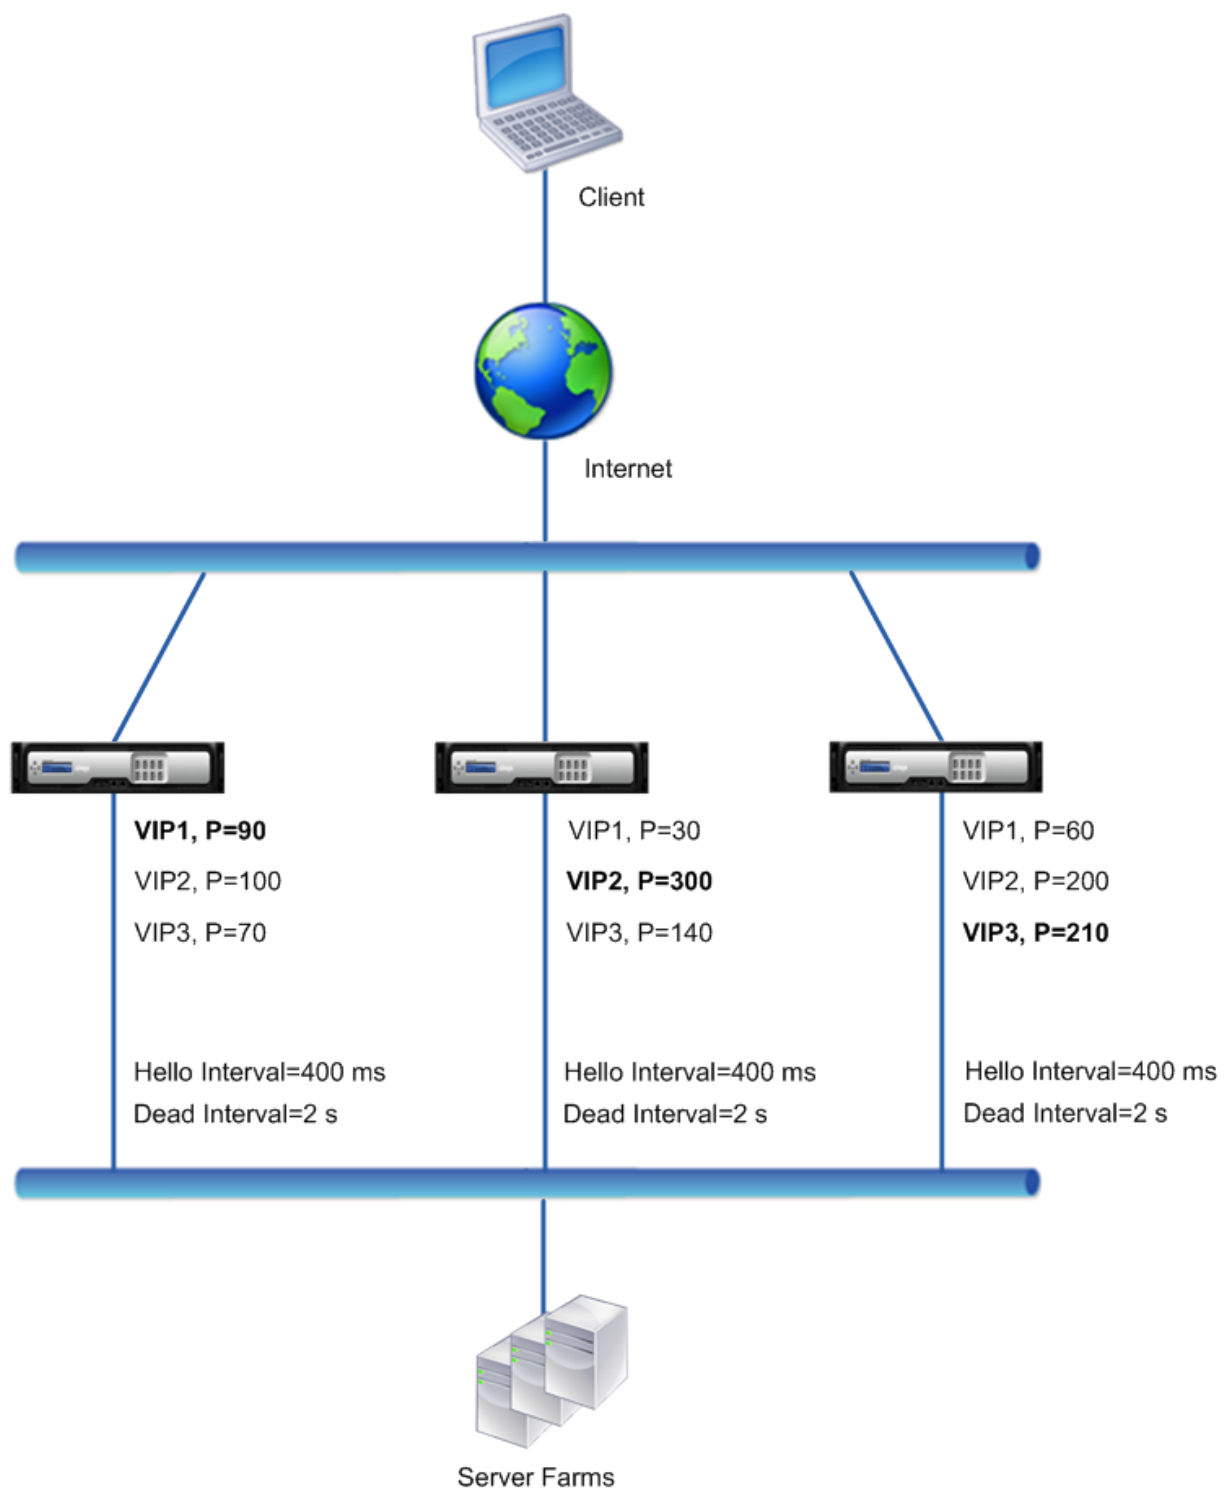 Client
Internet
VIP1, P=90
VIP2, P=100
VIP3, P=70
Hello Interval=400 ms
Dead Interval=2 s
VIP1, P=30
VIP2, P=300
VIP3, P=140
Hello Interval=400 ms
Dead Interval=2 s
VIP1, P=60
VIP2, P=200
VIP3, P=210
Hello Interval=400 ms
Dead Interval=2 s
Server Farms